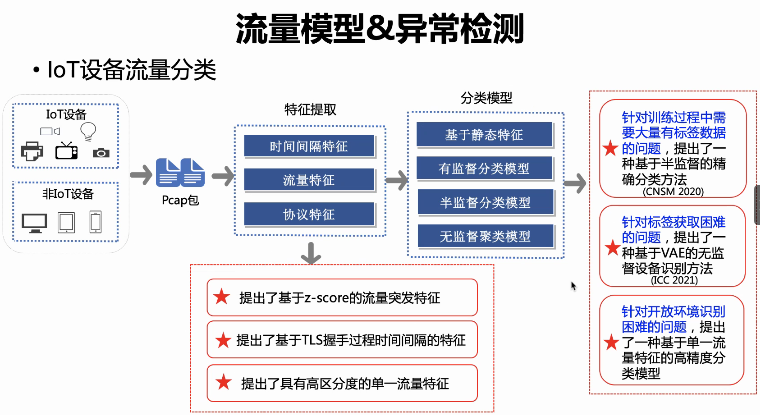 流量模型&异常检测
• IoT设备流量分类
IoT设备
非IoT设备
Pcap包
特征提取
时间间隔特征
流量特征
协议特征
分类模型
基于静态特征
有监督分类模型
半监督分类模型
无监督聚类模型
针对训练过程中需
要大量有标签数据
的问题，提出了一
种基于半监督的精
确分类方法
(CNSM 2020)
针对标签获取困难
的问题，提出了一
种基于VAE的无监
督设备识别方法
(ICC 2021)
针对开放环境识别
困难的问题，提出
了一种基于单一流
量特征的高精度分
类模型
提出了基于z-score的流量突发特征
提出了基于TLS握手过程时间间隔的特征
提出了具有高区分度的单一流量特征